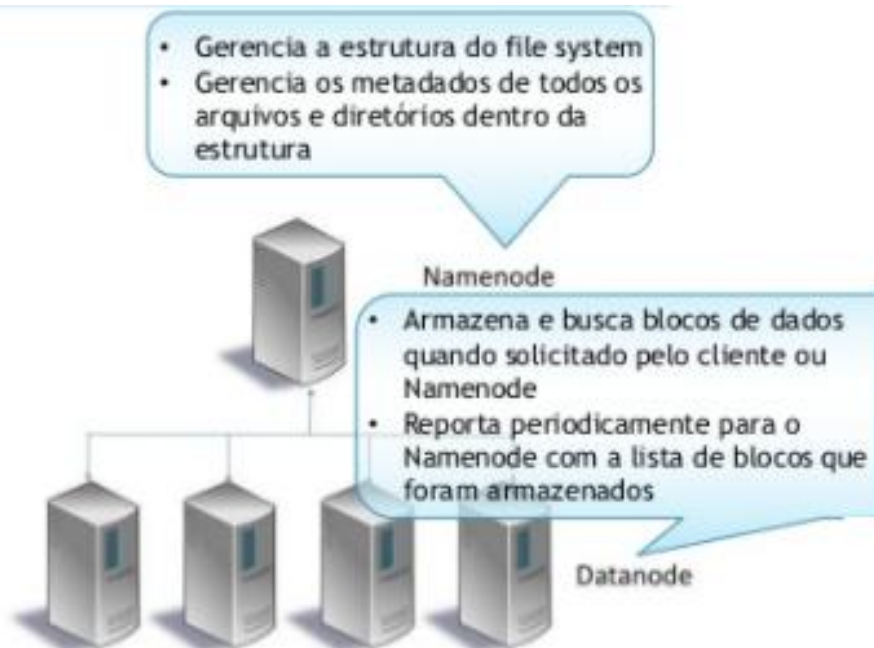 • Gerencia a estrutura do file system
• Gerencia os metadados de todos os
arquivos e diretórios dentro da
estrutura
Namenode
• Armazena e busca blocos de dados
quando solicitado pelo cliente ou
Namenode
• Reporta periodicamente para o
Namenode com a lista de blocos que
foram armazenados
Datanode